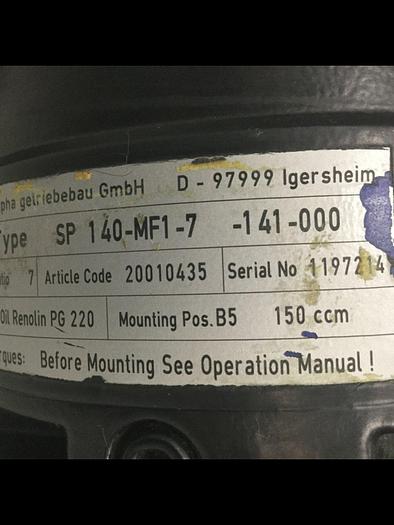 pha getriebebau GmbH D - 97999 Igersheim
Type SP 140-MF1-7 -141-000
7 Article Code 20010435 Serial No 1197214
Oil Renolin PG 220 Mounting Pos. B5 150 ccm
rques: Before Mounting See Operation Manual !